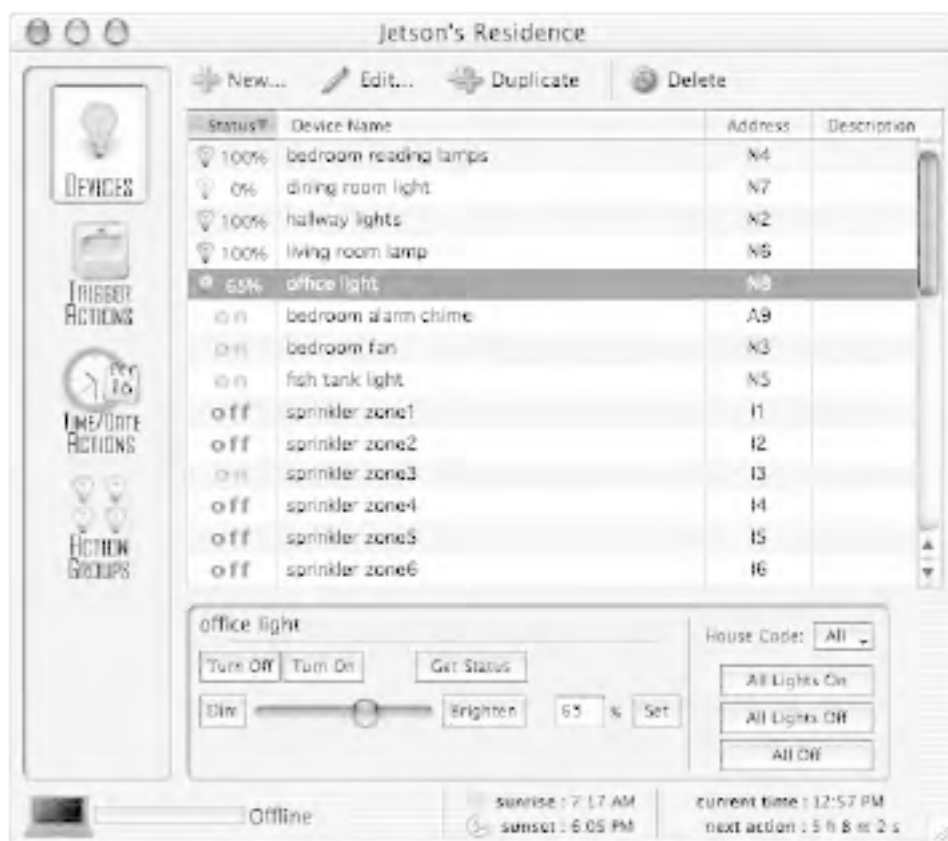 Jetson's Residence
New... Edit... Duplicate Delete
Status Device Name Address Description
100% bedroom reading lamps N4
0% dining room light N7
100% hallway lights N2
100% living room lamp N6
65% office light N8
on bedroom alarm chime A9
on bedroom fan N3
on fish tank light N5
off sprinkler zone1 I1
off sprinkler zone2 I2
on sprinkler zone3 I3
off sprinkler zone4 I4
off sprinkler zone5 I5
off sprinkler zone6 I6
DEVICES
TRIGGER
ACTIONS
TIME/DATE
ACTIONS
ACTION
GROUPS
office light
Turn Off Turn On Get Status
Dim Brighten 65 % Set
House Code: All
All Lights On
All Lights Off
All Off
Offline
sunrise : 7:17 AM
sunset : 6:05 PM
current time : 12:57 PM
next action : 5 h 8 m 2 s